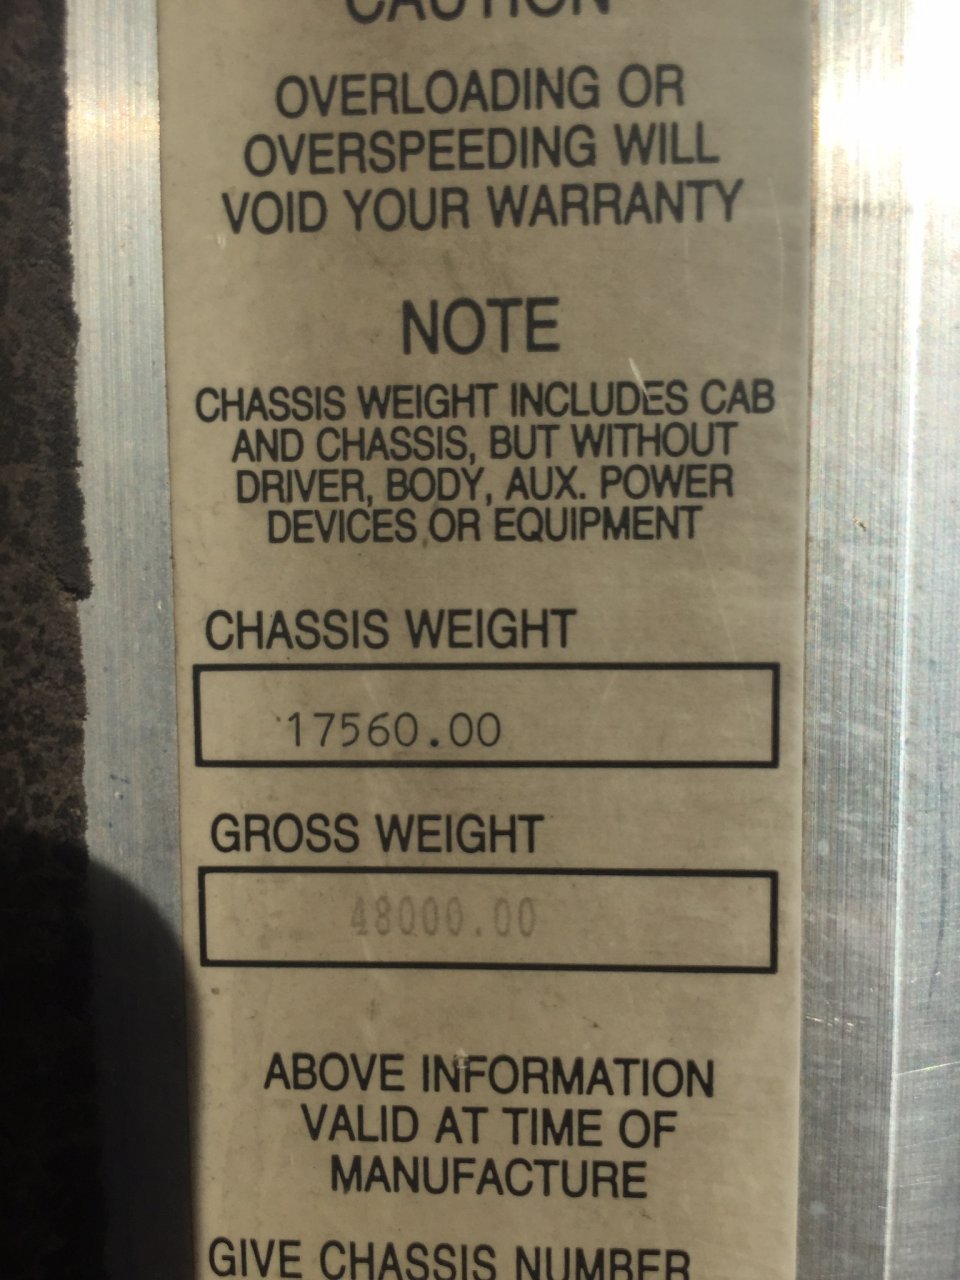 CAUTION
OVERLOADING OR
OVERSPEEDING WILL
VOID YOUR WARRANTY
NOTE
CHASSIS WEIGHT INCLUDES CAB
AND CHASSIS, BUT WITHOUT
DRIVER, BODY, AUX. POWER
DEVICES OR EQUIPMENT
CHASSIS WEIGHT
17560.00
GROSS WEIGHT
48000.00
ABOVE INFORMATION
VALID AT TIME OF
MANUFACTURE
GIVE CHASSIS NUMBER